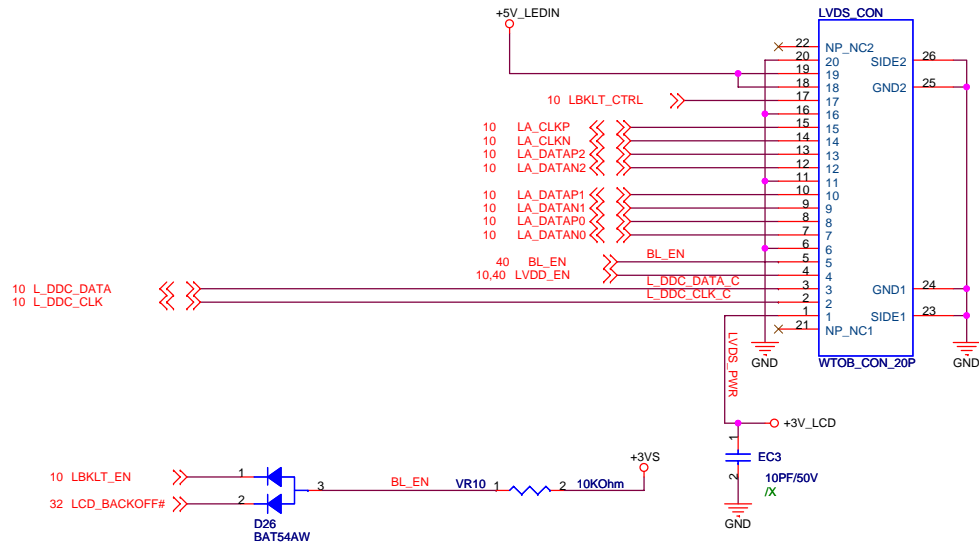 +5V_LEDIN
LVDS_CON
22 NP_NC2 SIDE2 26
20 20
19 19
18 18 GND2 25
10 LBKLT_CTRL 17 17
16 16
10 LA_CLKP 15 15
10 LA_CLKN 14 14
10 LA_DATAP2 13 13
10 LA_DATAN2 12 12
11 11
10 LA_DATAP1 10 10
10 LA_DATAN1 9 9
10 LA_DATAP0 8 8
10 LA_DATAN0 7 7
6 6
40 BL_EN BL_EN 5 5
10,40 LVDD_EN 4 4
10 L_DDC_DATA L_DDC_DATA_C 3 3 GND1 24
10 L_DDC_CLK L_DDC_CLK_C 2 2
1 1 SIDE1 23
21 NP_NC1
GND
GND
WTOB_CON_20P
LVDS_PWR
+3V_LCD
1
EC3
2 10PF/50V
/X
GND
10 LBKLT_EN 1
32 LCD_BACKOFF# 2
3 BL_EN VR10 1 2 10KOhm
+3VS
D26
BAT54AW